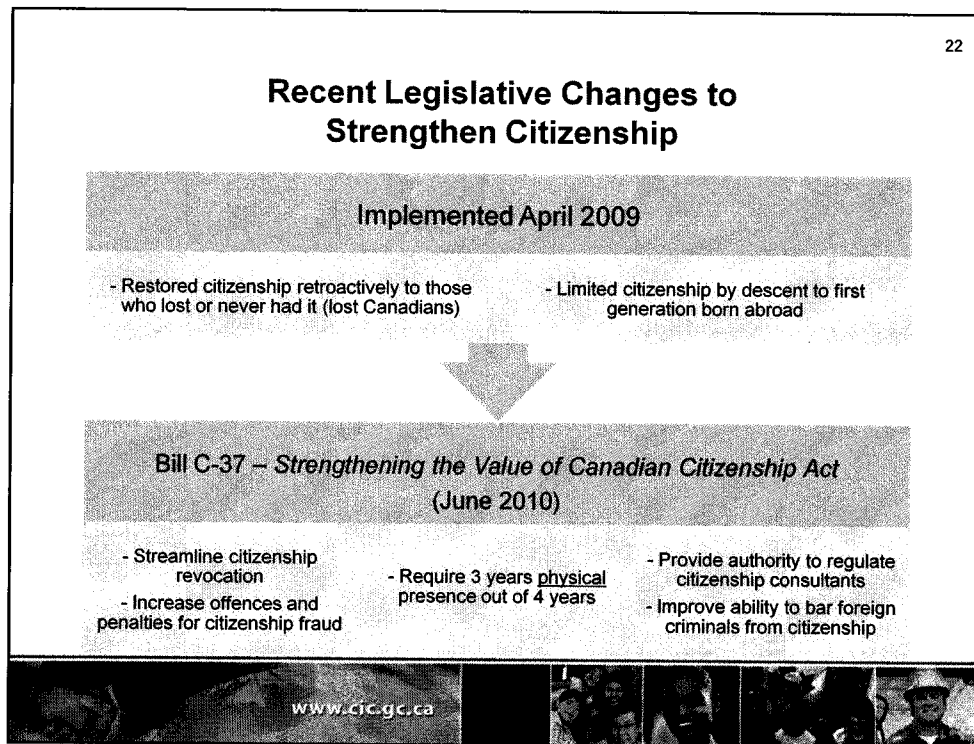 22
Recent Legislative Changes to
Strengthen Citizenship
Implemented April 2009
- Restored citizenship retroactively to those
who lost or never had it (lost Canadians)
- Limited citizenship by descent to first
generation born abroad
Bill C-37 – Strengthening the Value of Canadian Citizenship Act
(June 2010)
- Streamline citizenship
revocation
- Increase offences and
penalties for citizenship fraud
- Require 3 years physical
presence out of 4 years
- Provide authority to regulate
citizenship consultants
- Improve ability to bar foreign
criminals from citizenship
www.cic.gc.ca